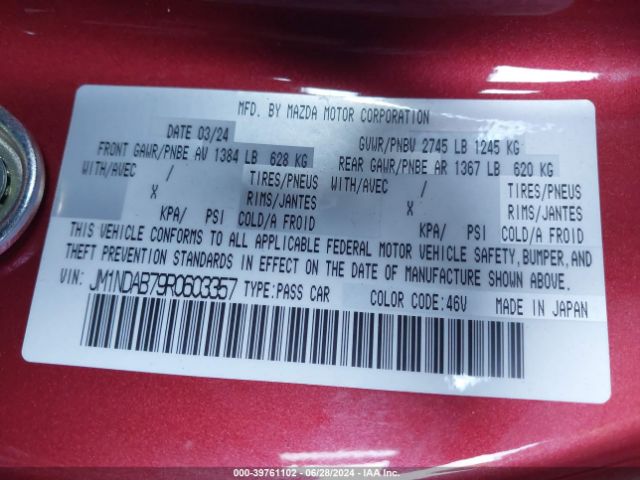 MFD. BY MAZDA MOTOR CORPORATION
DATE 03/24 GVWR/PNBV 2745 LB 1245 KG
FRONT GAWR/PNBE AV 1384 LB 628 KG REAR GAWR/PNBE AR 1367 LB 620 KG
WITH/AVEC / TIRES/PNEUS WITH/AVEC / TIRES/PNEUS
X RIMS/JANTES X RIMS/JANTES
KPA/ PSI COLD/A FROID KPA/ PSI COLD/A FROID
THIS VEHICLE CONFORMS TO ALL APPLICABLE FEDERAL MOTOR VEHICLE SAFETY, BUMPER, AND
THEFT PREVENTION STANDARDS IN EFFECT ON THE DATE OF MANUFACTURE SHOWN ABOVE.
VIN: JM1NDAB79R0603357 TYPE: PASS CAR COLOR CODE: 46V MADE IN JAPAN
000-39761102 - 06/28/2024 - IAA Inc.